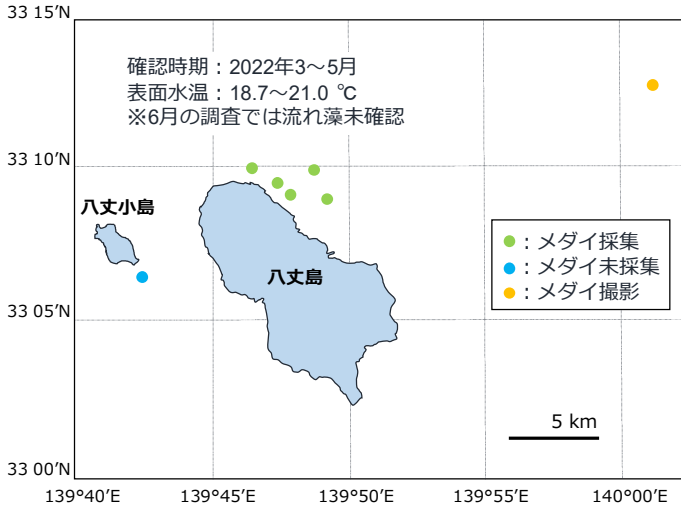 33 15′N
確認時期：2022年3～5月
表面水温：18.7～21.0 ℃
※6月の調査では流れ藻未確認
33 10′N
八丈小島
八丈島
：メダイ採集
：メダイ未採集
：メダイ撮影
33 05′N
5 km
33 00′N
139°40′E
139°45′E
139°50′E
139°55′E
140°00′E